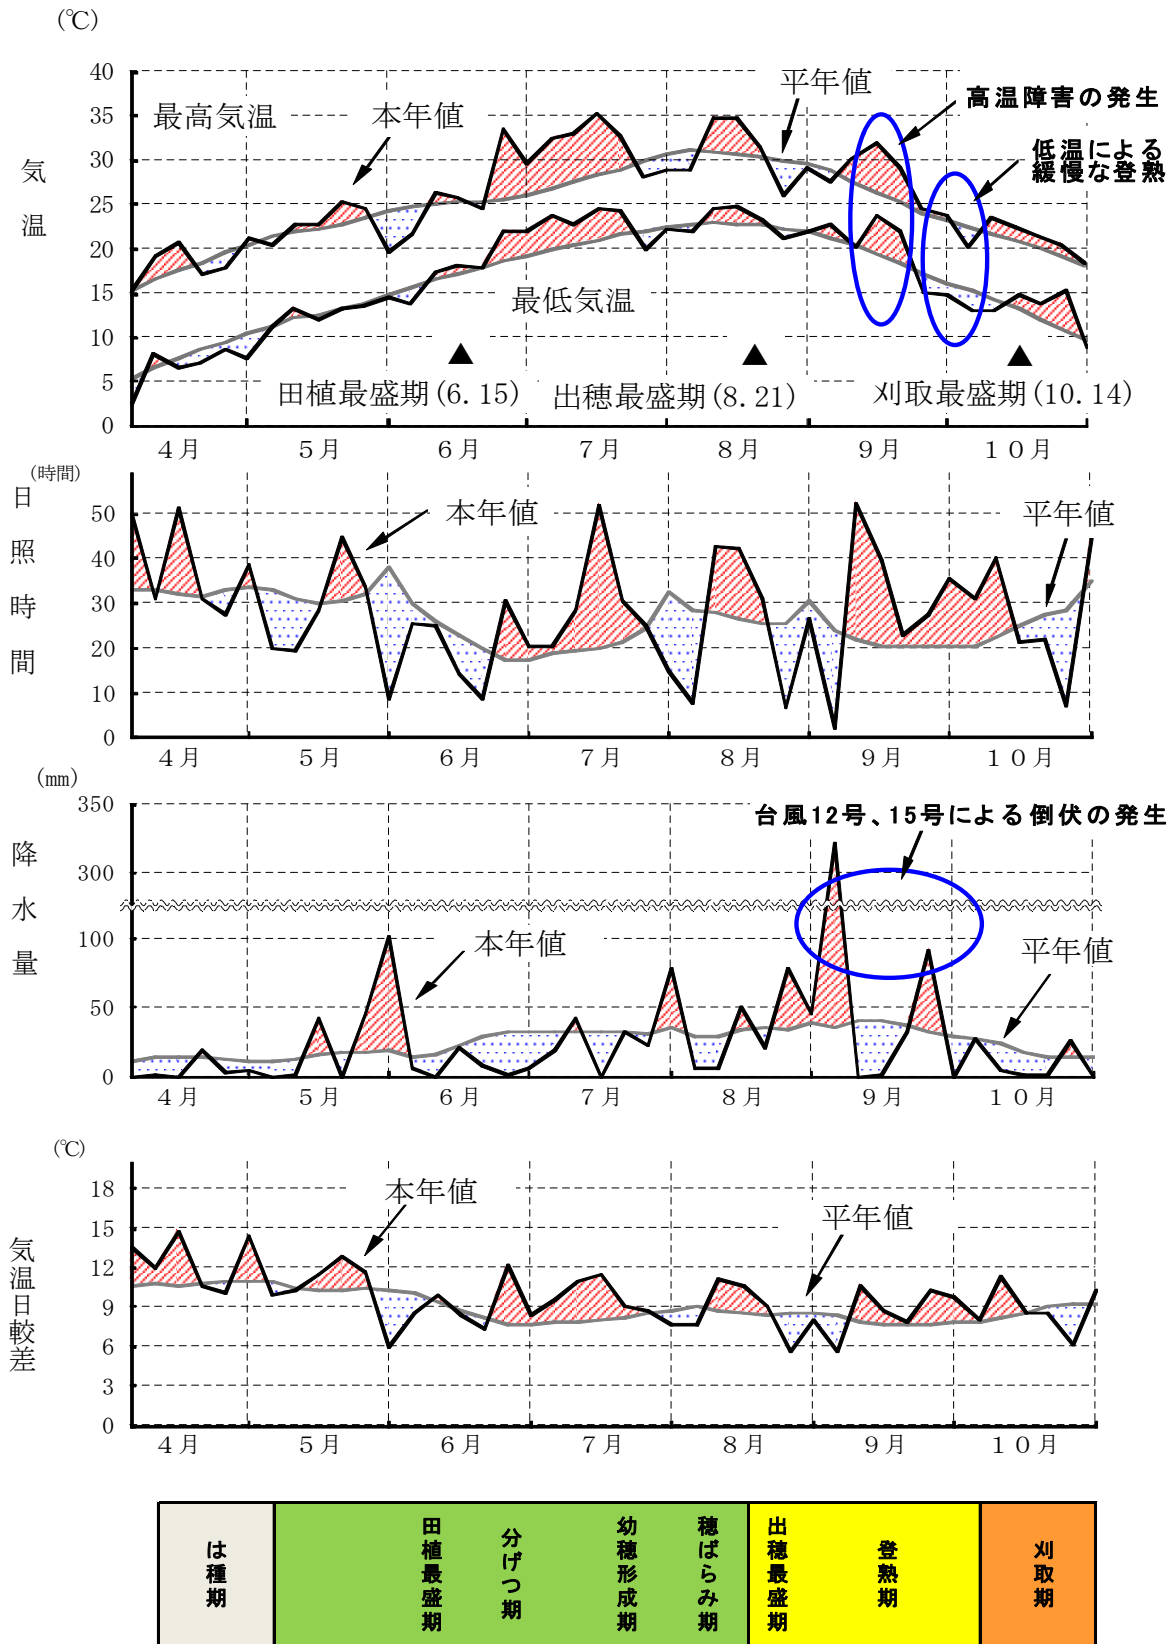 (℃)
気温
40
35
30
25
20
15
10
5
0
最高気温
本年値
平年値
高温障害の発生
低温による
緩慢な登熟
最低気温
▲
▲
▲
田植最盛期(6.15)
出穂最盛期(8.21)
刈取最盛期(10.14)
4月
5月
6月
7月
8月
9月
10月
(時間)
日照時間
50
40
30
20
10
0
本年値
平年値
4月
5月
6月
7月
8月
9月
10月
(mm)
降水量
350
300
100
50
0
台風12号、15号による倒伏の発生
本年値
平年値
4月
5月
6月
7月
8月
9月
10月
(℃)
気温日較差
18
15
12
9
6
3
0
本年値
平年値
4月
5月
6月
7月
8月
9月
10月
は種期
田植最盛期
分げつ期
幼穂形成期
穂ばらみ期
出穂最盛期
登熟期
刈取期